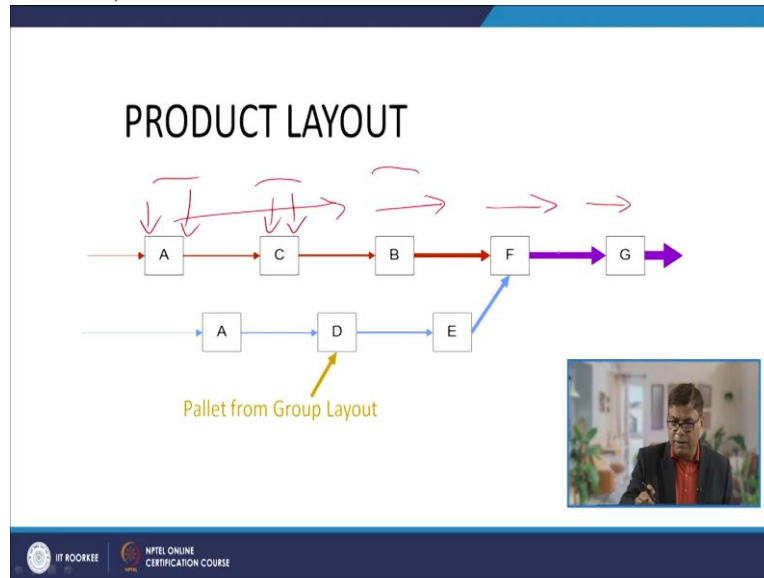 PRODUCT LAYOUT
A C B F G
A D E
Pallet from Group Layout
IIT ROORKEE
NPTEL ONLINE
CERTIFICATION COURSE